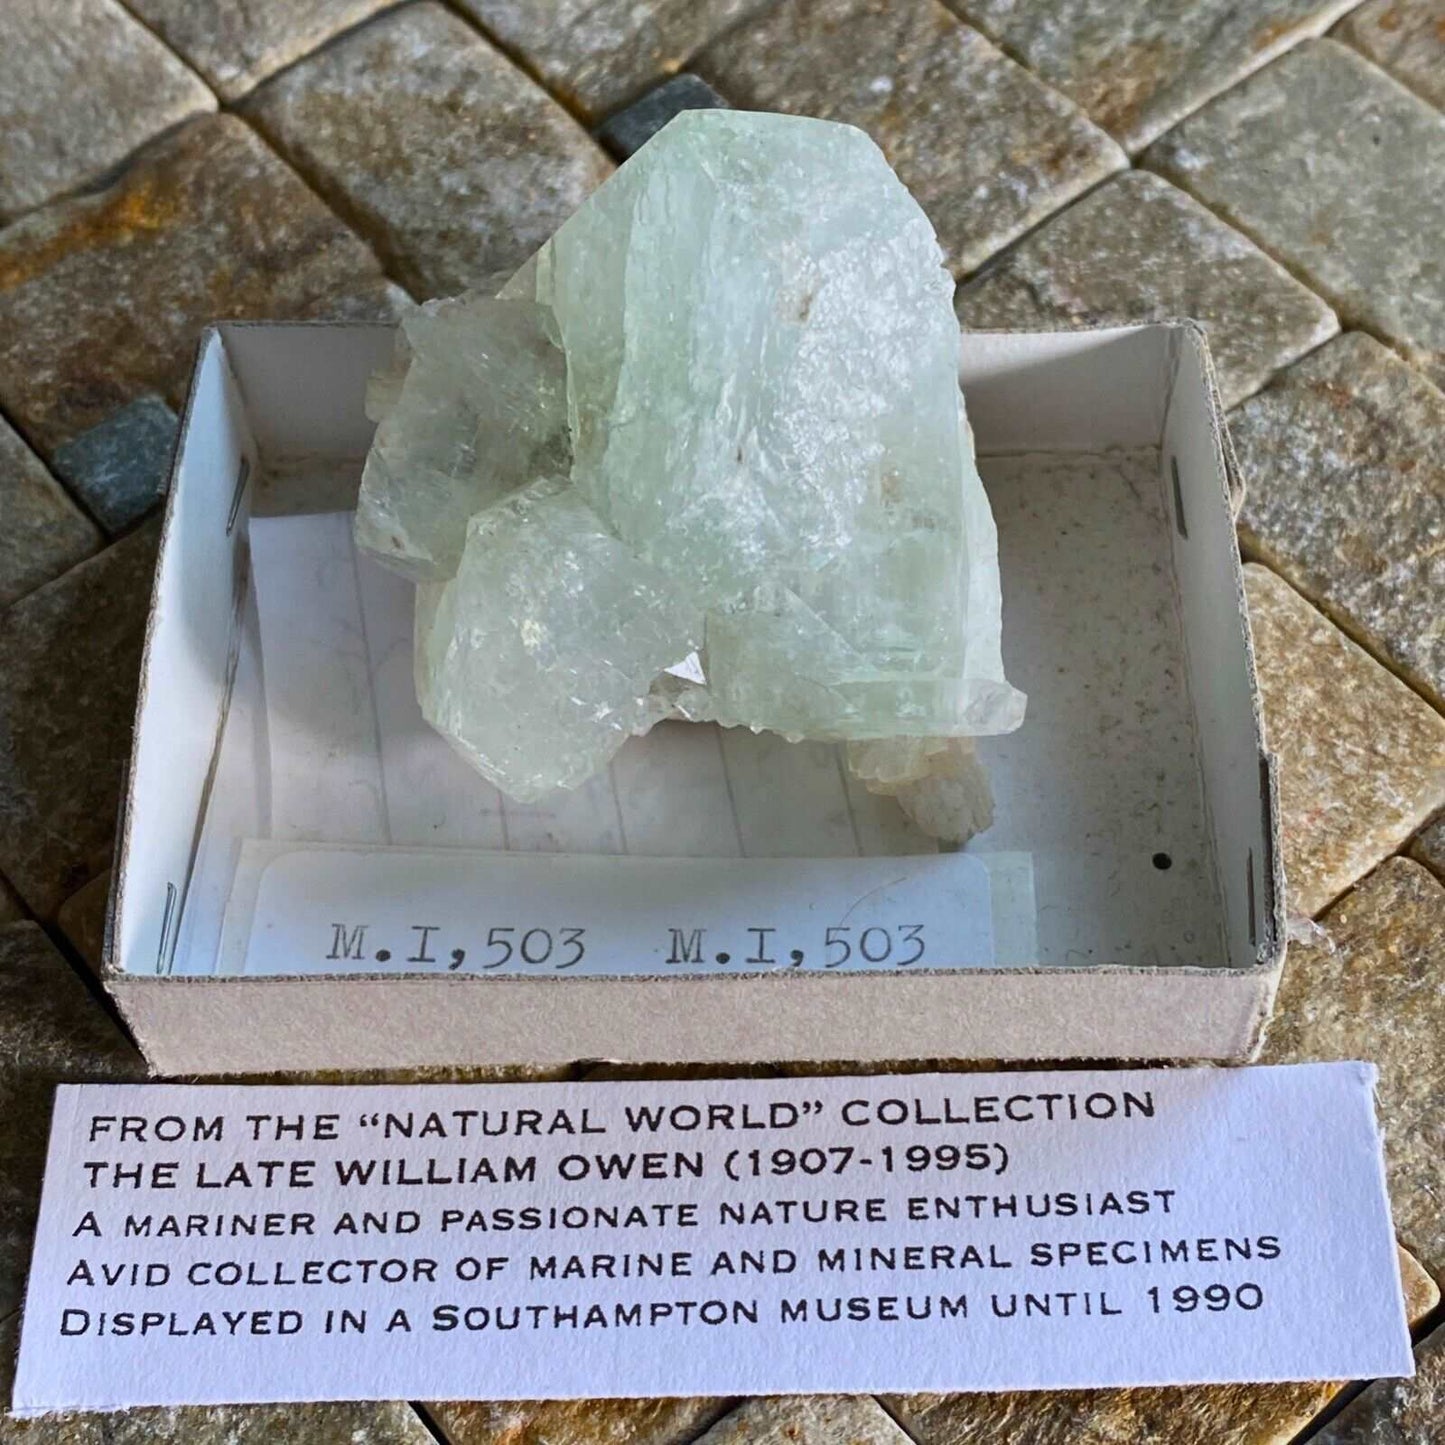 M.I,503 M.I,503
FROM THE “NATURAL WORLD” COLLECTION
THE LATE WILLIAM OWEN (1907-1995)
A MARINER AND PASSIONATE NATURE ENTHUSIAST
AVID COLLECTOR OF MARINE AND MINERAL SPECIMENS
DISPLAYED IN A SOUTHAMPTON MUSEUM UNTIL 1990